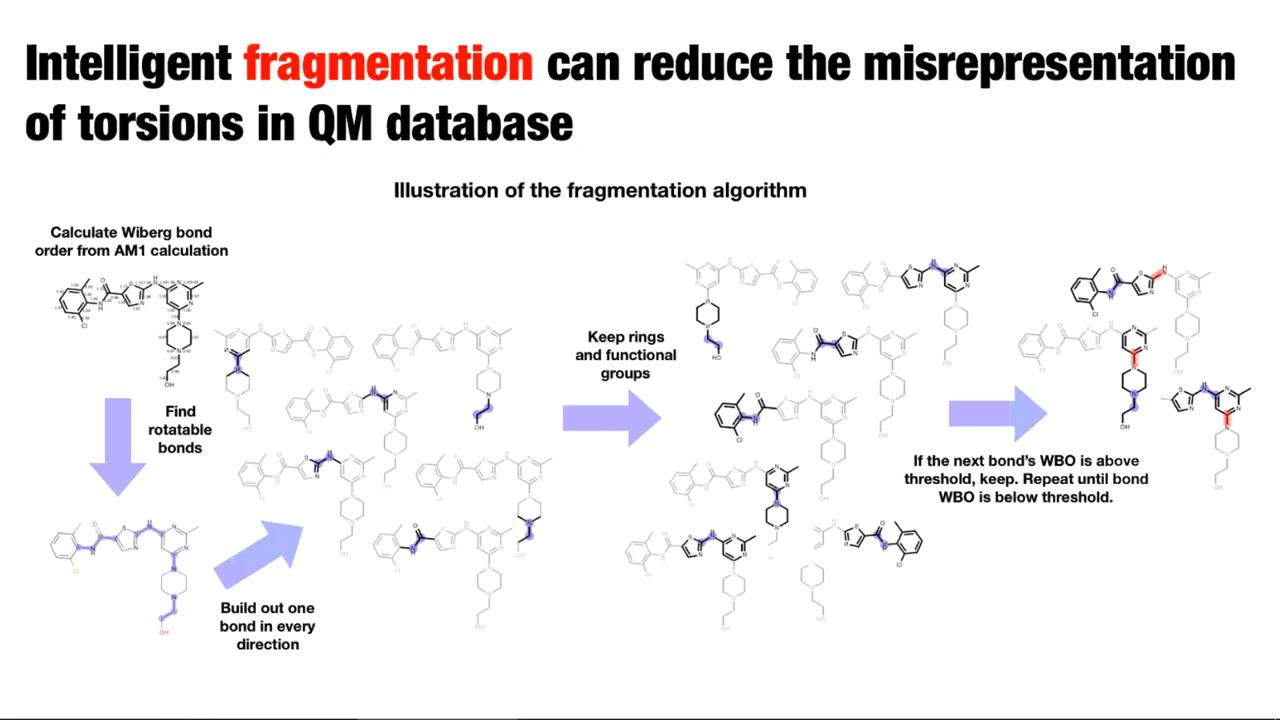 Intelligent fragmentation can reduce the misrepresentation
of torsions in QM database
Illustration of the fragmentation algorithm
Calculate Wiberg bond
order from AM1 calculation
Find
rotatable
bonds
Build out one
bond in every
direction
Keep rings
and functional
groups
If the next bond's WBO is above
threshold, keep. Repeat until bond
WBO is below threshold.